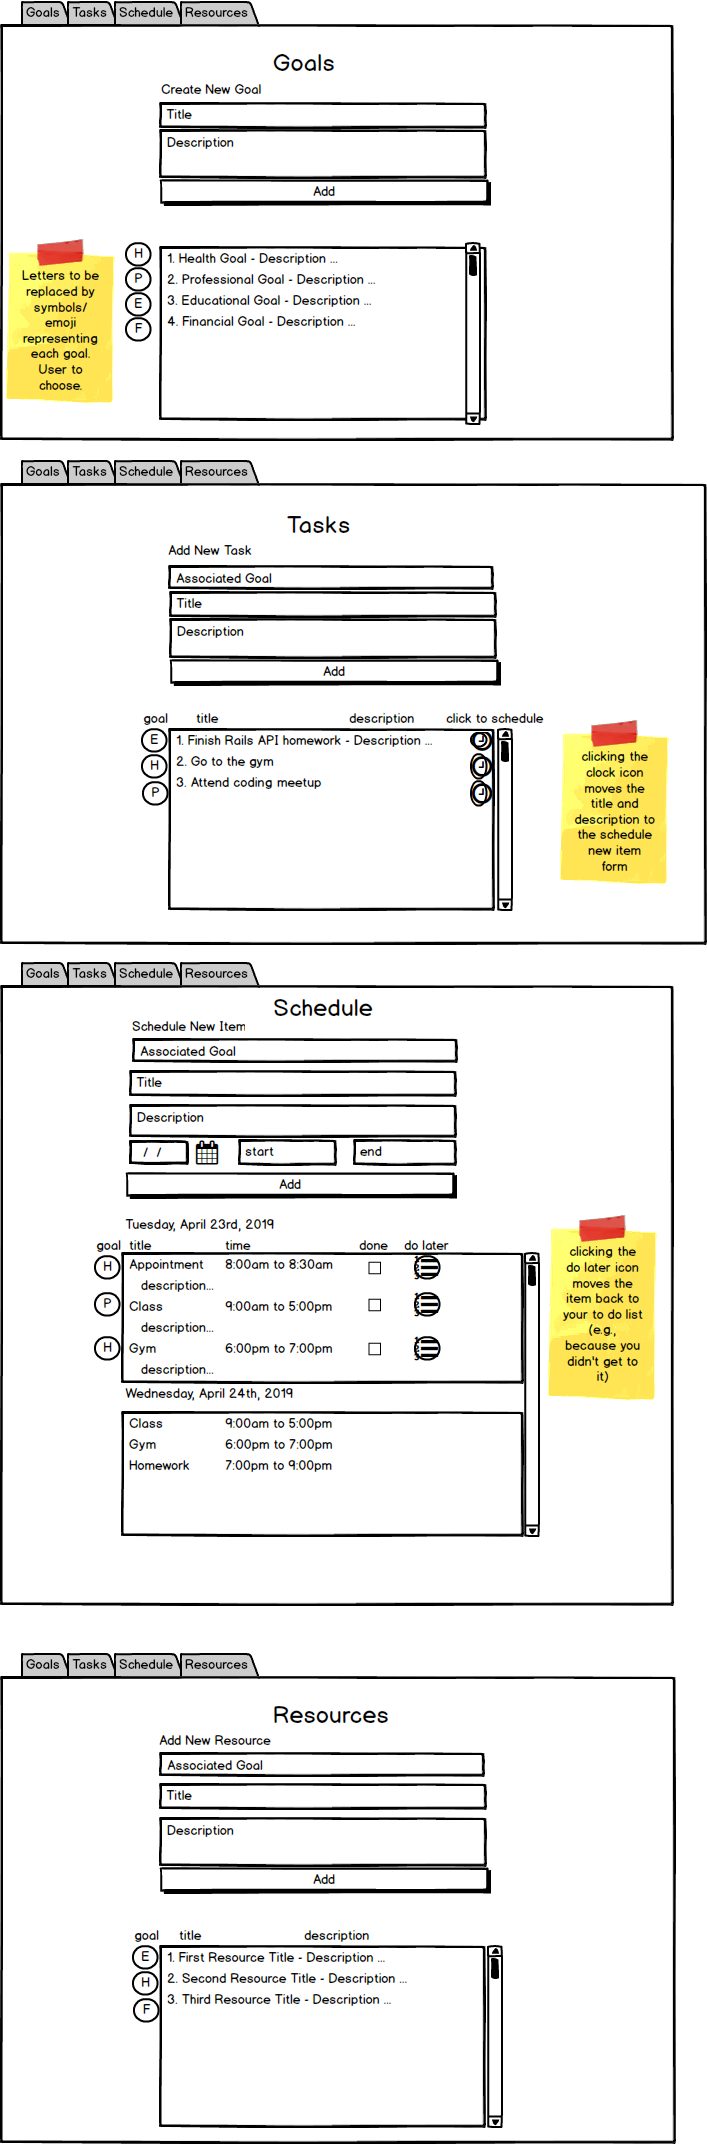 Goals Tasks Schedule Resources
Goals
Create New Goal
Title
Description
Add
Letters to be
replaced by
symbols/
emoji
representing
each goal.
User to
choose.
H
P
E
F
1. Health Goal - Description ...
2. Professional Goal - Description ...
3. Educational Goal - Description ...
4. Financial Goal - Description ...
Goals Tasks Schedule Resources
Tasks
Add New Task
Associated Goal
Title
Description
Add
goal title description click to schedule
E 1. Finish Rails API homework - Description ...
H 2. Go to the gym
P 3. Attend coding meetup
clicking the
clock icon
moves the
title and
description to
the schedule
new item
form
Goals Tasks Schedule Resources
Schedule
Schedule New Item
Associated Goal
Title
Description
/ / start end
Add
Tuesday, April 23rd, 2019
goal title time done do later
H Appointment 8:00am to 8:30am
description...
P Class 9:00am to 5:00pm
description...
H Gym 6:00pm to 7:00pm
description...
clicking the
do later icon
moves the
item back to
your to do list
(e.g.,
because you
didn't get to
it)
Wednesday, April 24th, 2019
Class 9:00am to 5:00pm
Gym 6:00pm to 7:00pm
Homework 7:00pm to 9:00pm
Goals Tasks Schedule Resources
Resources
Add New Resource
Associated Goal
Title
Description
Add
goal title description
E 1. First Resource Title - Description ...
H 2. Second Resource Title - Description ...
F 3. Third Resource Title - Description ...